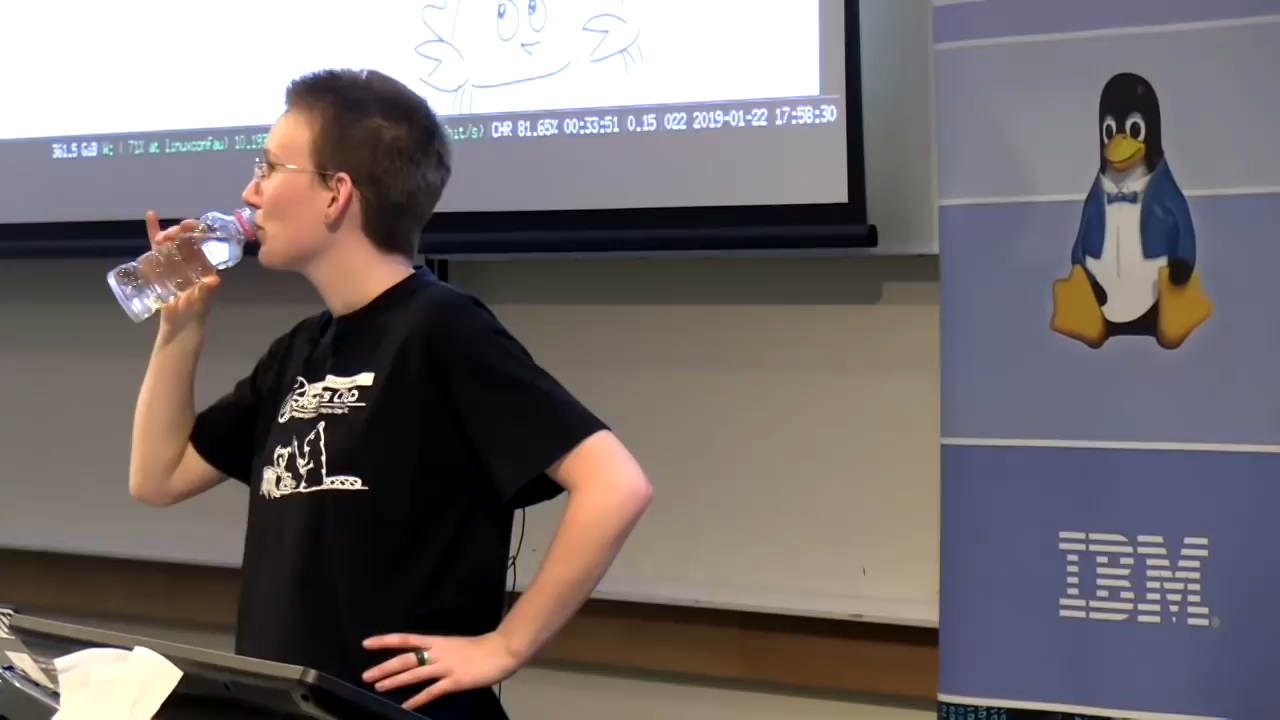 361.5 GiB W: ( 71% at linuxconfau) 10.19 bit/s) CHR 81.65% 00:33:51 0.15 022 2019-01-22 17:58:30
IBM